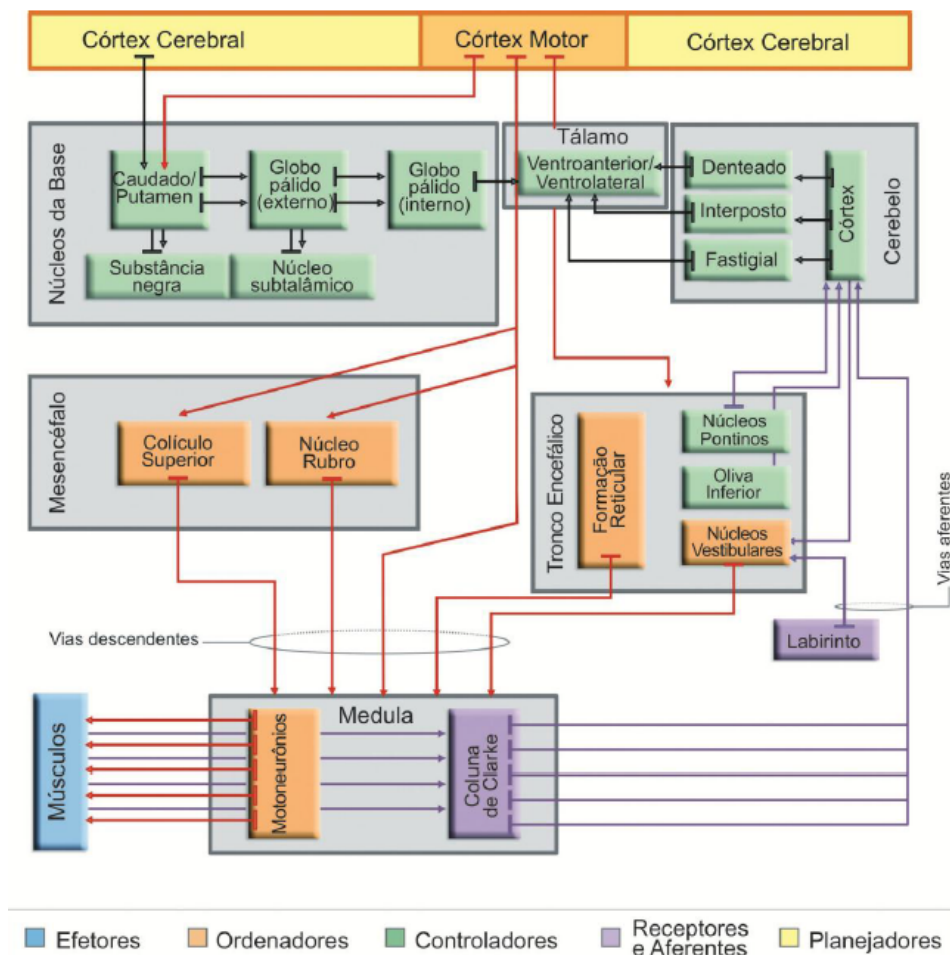 Córtex Cerebral
Córtex Motor
Córtex Cerebral
Núcleos da Base
Caudado/
Putamen
Globo
pálido
(externo)
Globo
pálido
(interno)
Substância
negra
Núcleo
subtalâmico
Tálamo
Ventroanterior/
Ventrolateral
Denteado
Interposto
Fastigial
Córtex
Cerebelo
Mesencéfalo
Colículo
Superior
Núcleo
Rubro
Tronco Encefálico
Formação
Reticular
Núcleos
Pontinos
Oliva
Inferior
Núcleos
Vestibulares
Vias aferentes
Labirinto
Vias descendentes
Músculos
Medula
Motoneurônios
Coluna
de Clarke
Efetores
Ordenadores
Controladores
Receptores
e Aferentes
Planejadores